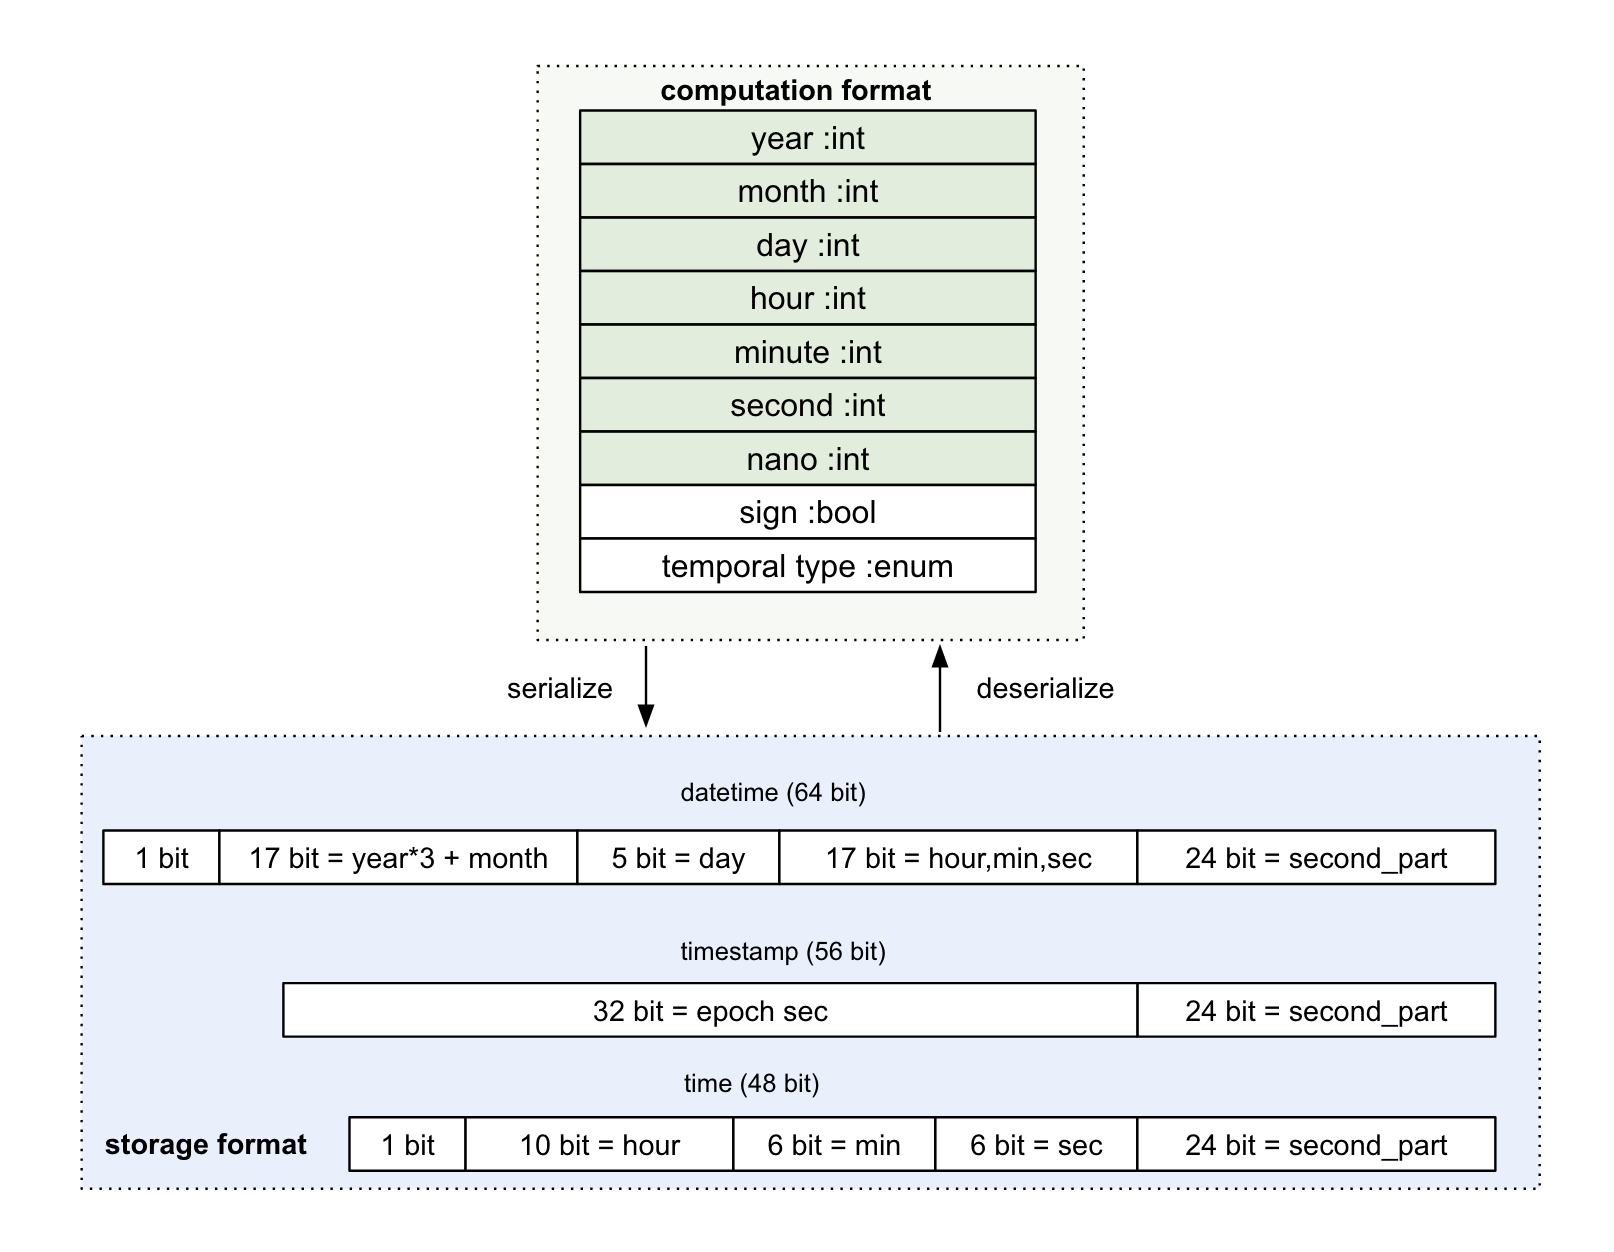 computation format
year :int
month :int
day :int
hour :int
minute :int
second :int
nano :int
sign :bool
temporal type :enum
serialize
deserialize
datetime (64 bit)
1 bit
17 bit = year*3 + month
5 bit = day
17 bit = hour,min,sec
24 bit = second_part
timestamp (56 bit)
32 bit = epoch sec
24 bit = second_part
time (48 bit)
storage format
1 bit
10 bit = hour
6 bit = min
6 bit = sec
24 bit = second_part